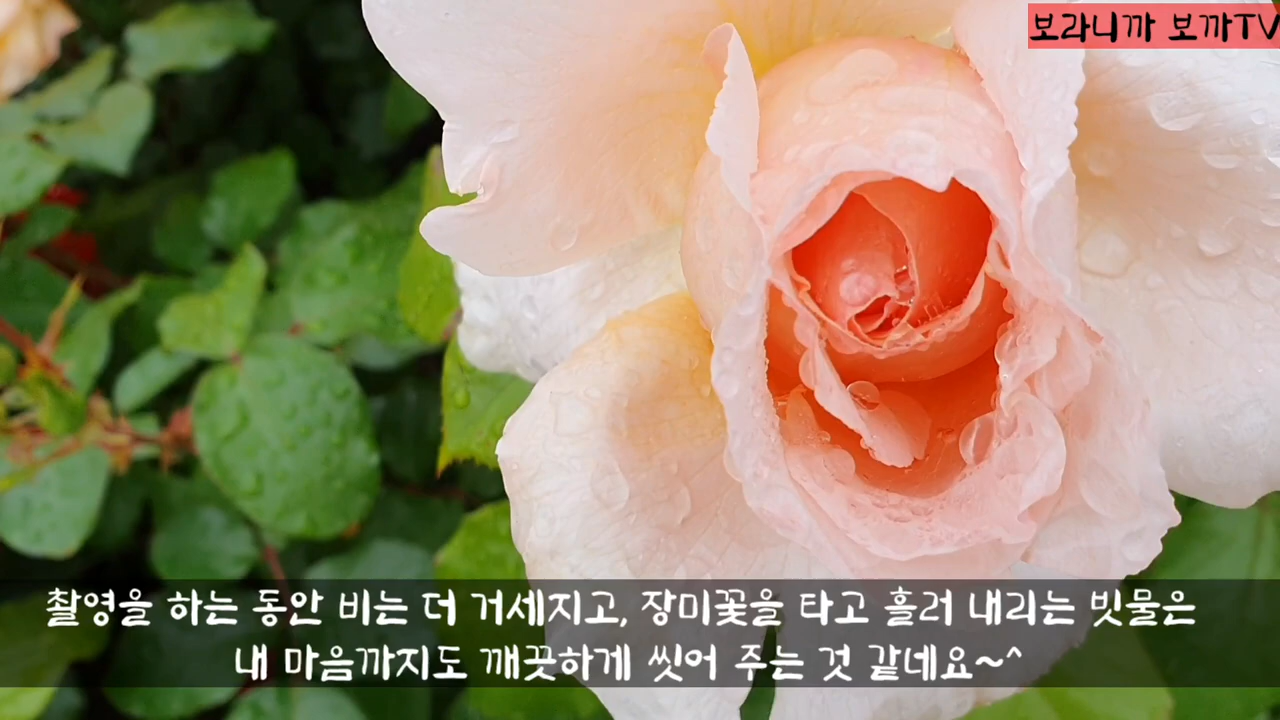 보라니까 보까TV
촬영을 하는 동안 비는 더 거세지고, 장미꽃을 타고 흘러 내리는 빗물은
내 마음까지도 깨끗하게 씻어 주는 것 같네요~^